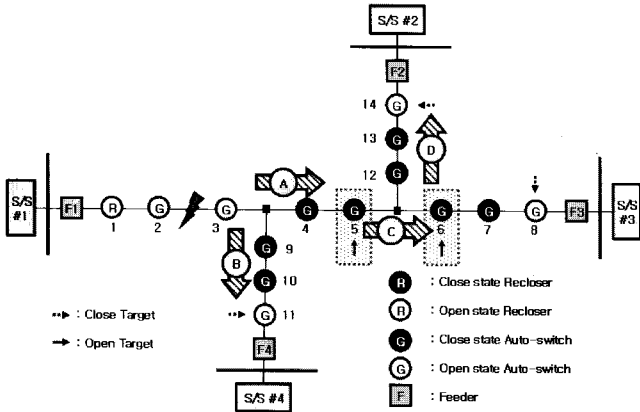 S/S #2
F2
14 G
13 G
D
12 G
A
S/S #1
F1 R G G G G G G G F3
S/S #3
1 2 3 4 5 C 6 7 8
B
G 9
G 10
G 11
F4
S/S #4
: Close Target
: Open Target
R : Close state Recloser
R : Open state Recloser
G : Close state Auto-switch
G : Open state Auto-switch
F : Feeder